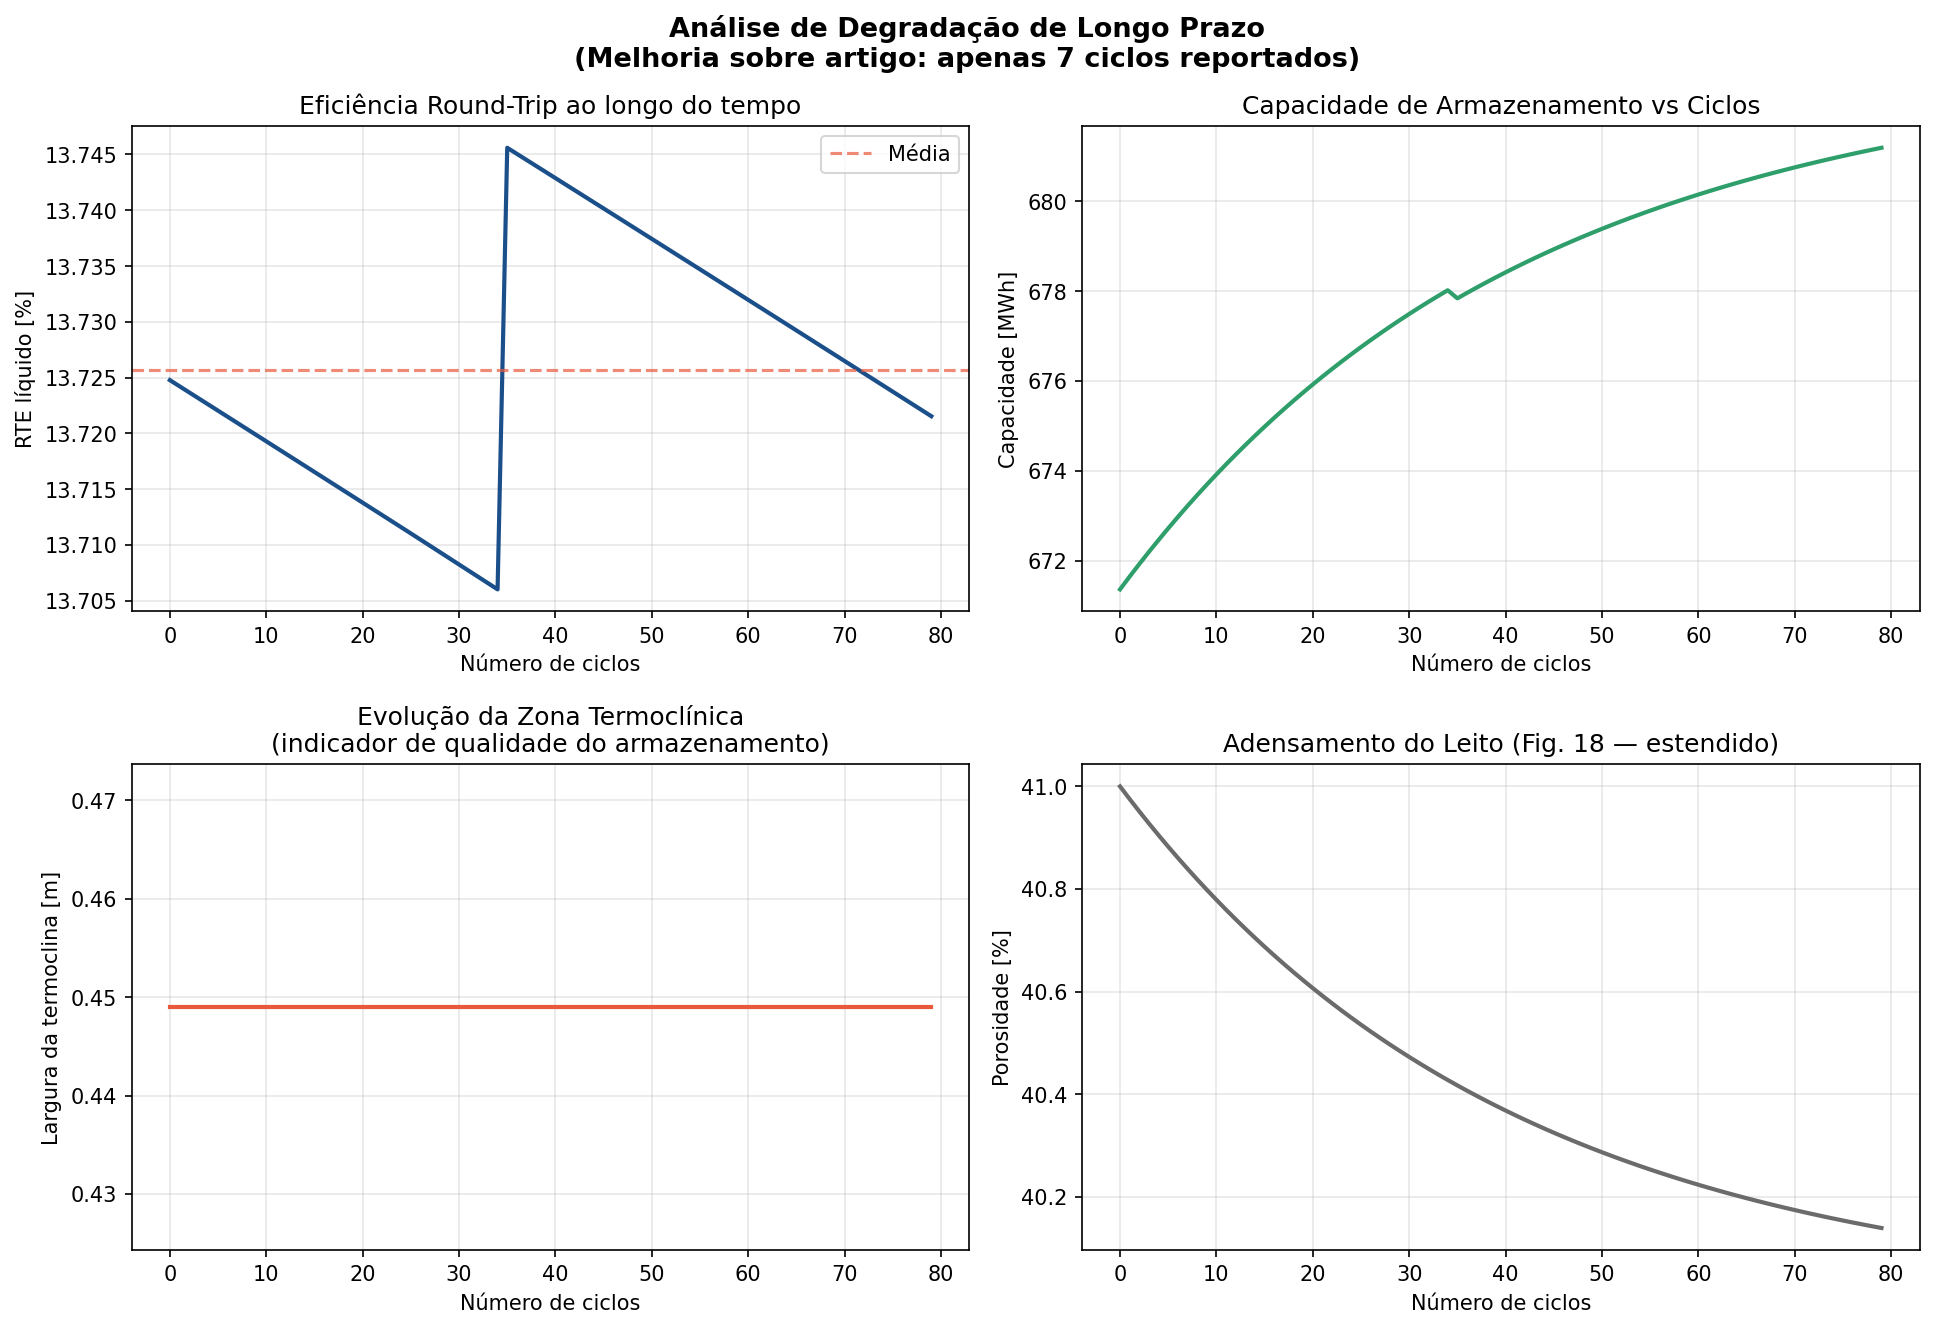 Análise de Degradação de Longo Prazo
(Melhoria sobre artigo: apenas 7 ciclos reportados)
Eficiência Round-Trip ao longo do tempo
RTE líquido [%]
13.745
13.740
13.735
13.730
13.725
13.720
13.715
13.710
13.705
Média
0 10 20 30 40 50 60 70 80
Número de ciclos
Capacidade de Armazenamento vs Ciclos
Capacidade [MWh]
680
678
676
674
672
0 10 20 30 40 50 60 70 80
Número de ciclos
Evolução da Zona Termoclínica
(indicador de qualidade do armazenamento)
Largura da termoclina [m]
0.47
0.46
0.45
0.44
0.43
0 10 20 30 40 50 60 70 80
Número de ciclos
Adensamento do Leito (Fig. 18 — estendido)
Porosidade [%]
41.0
40.8
40.6
40.4
40.2
0 10 20 30 40 50 60 70 80
Número de ciclos